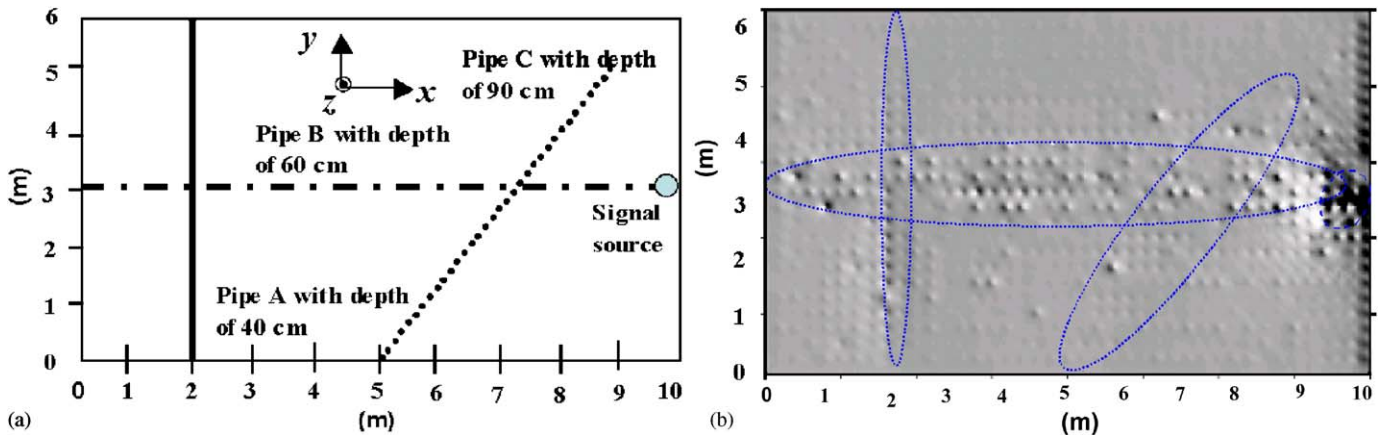 6
5
4
3
2
1
0
(m)
y
z
x
Pipe C with depth
of 90 cm
Pipe B with depth
of 60 cm
Signal
source
Pipe A with depth
of 40 cm
0 1 2 3 4 5 6 7 8 9 10
(m)
(a)
6
5
4
3
2
1
0
(m)
0 1 2 3 4 5 6 7 8 9 10
(m)
(b)